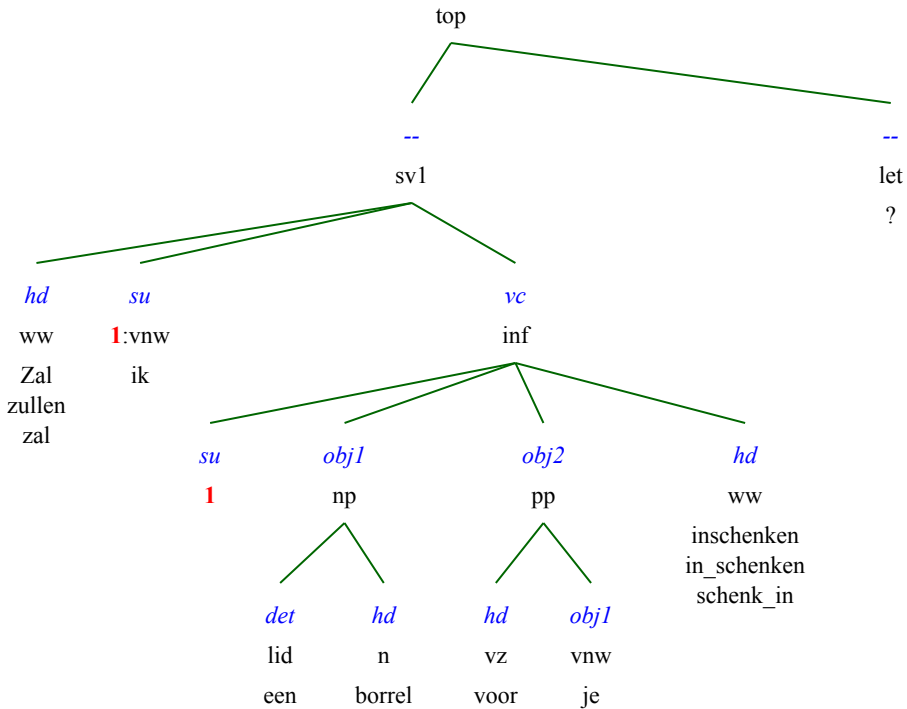 top
-- --
sv1 let
?
hd su vc
ww 1:vnw inf
Zal ik
zullen
zal
su obj1 obj2 hd
1 np pp ww
inschenken
in_schenken
schenk_in
det hd hd obj1
lid n vz vnw
een borrel voor je